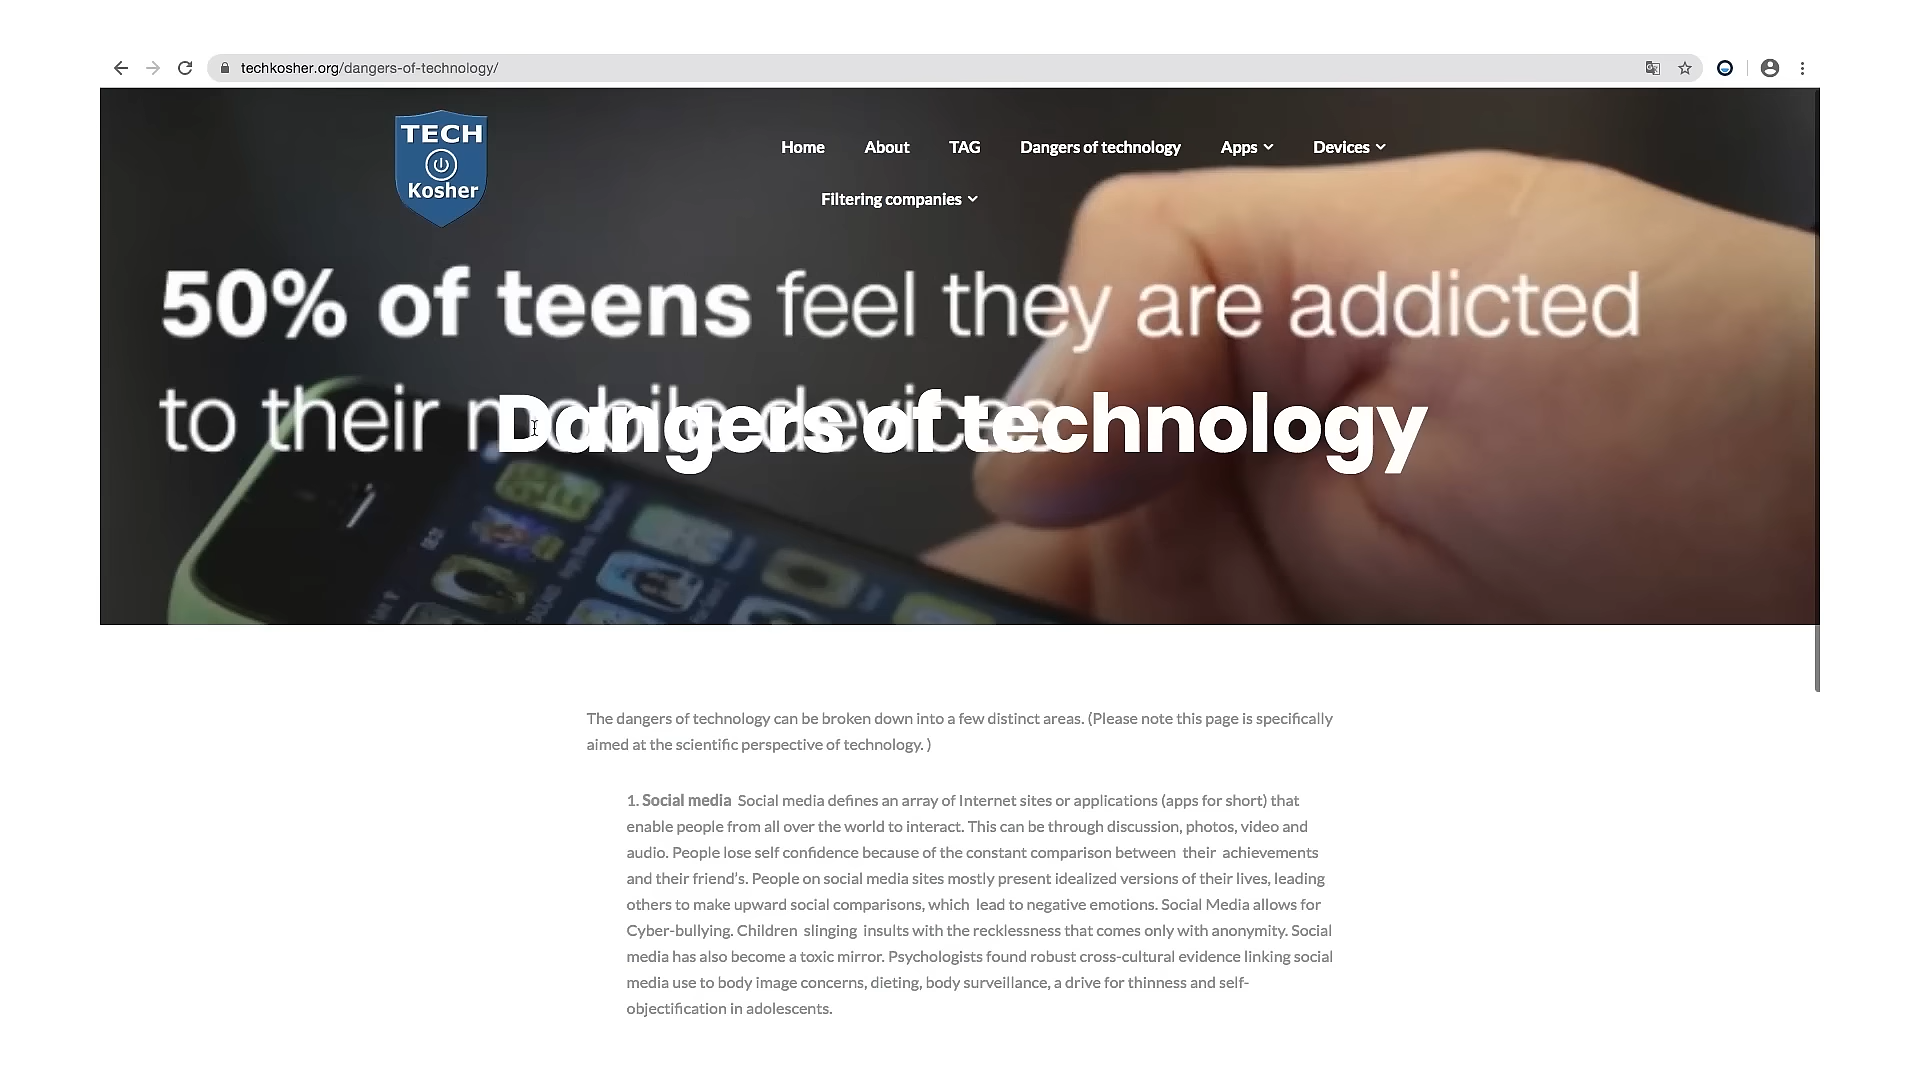 techkosher.org/dangers-of-technology/
TECH
Kosher
Home About TAG Dangers of technology Apps Devices
Filtering companies
50% of teens feel they are addicted
to their mobile devices
Dangers of technology
The dangers of technology can be broken down into a few distinct areas. (Please note this page is specifically
aimed at the scientific perspective of technology. )
1. Social media Social media defines an array of Internet sites or applications (apps for short) that
enable people from all over the world to interact. This can be through discussion, photos, video and
audio. People lose self confidence because of the constant comparison between their achievements
and their friend's. People on social media sites mostly present idealized versions of their lives, leading
others to make upward social comparisons, which lead to negative emotions. Social Media allows for
Cyber-bullying. Children slinging insults with the recklessness that comes only with anonymity. Social
media has also become a toxic mirror. Psychologists found robust cross-cultural evidence linking social
media use to body image concerns, dieting, body surveillance, a drive for thinness and self-
objectification in adolescents.